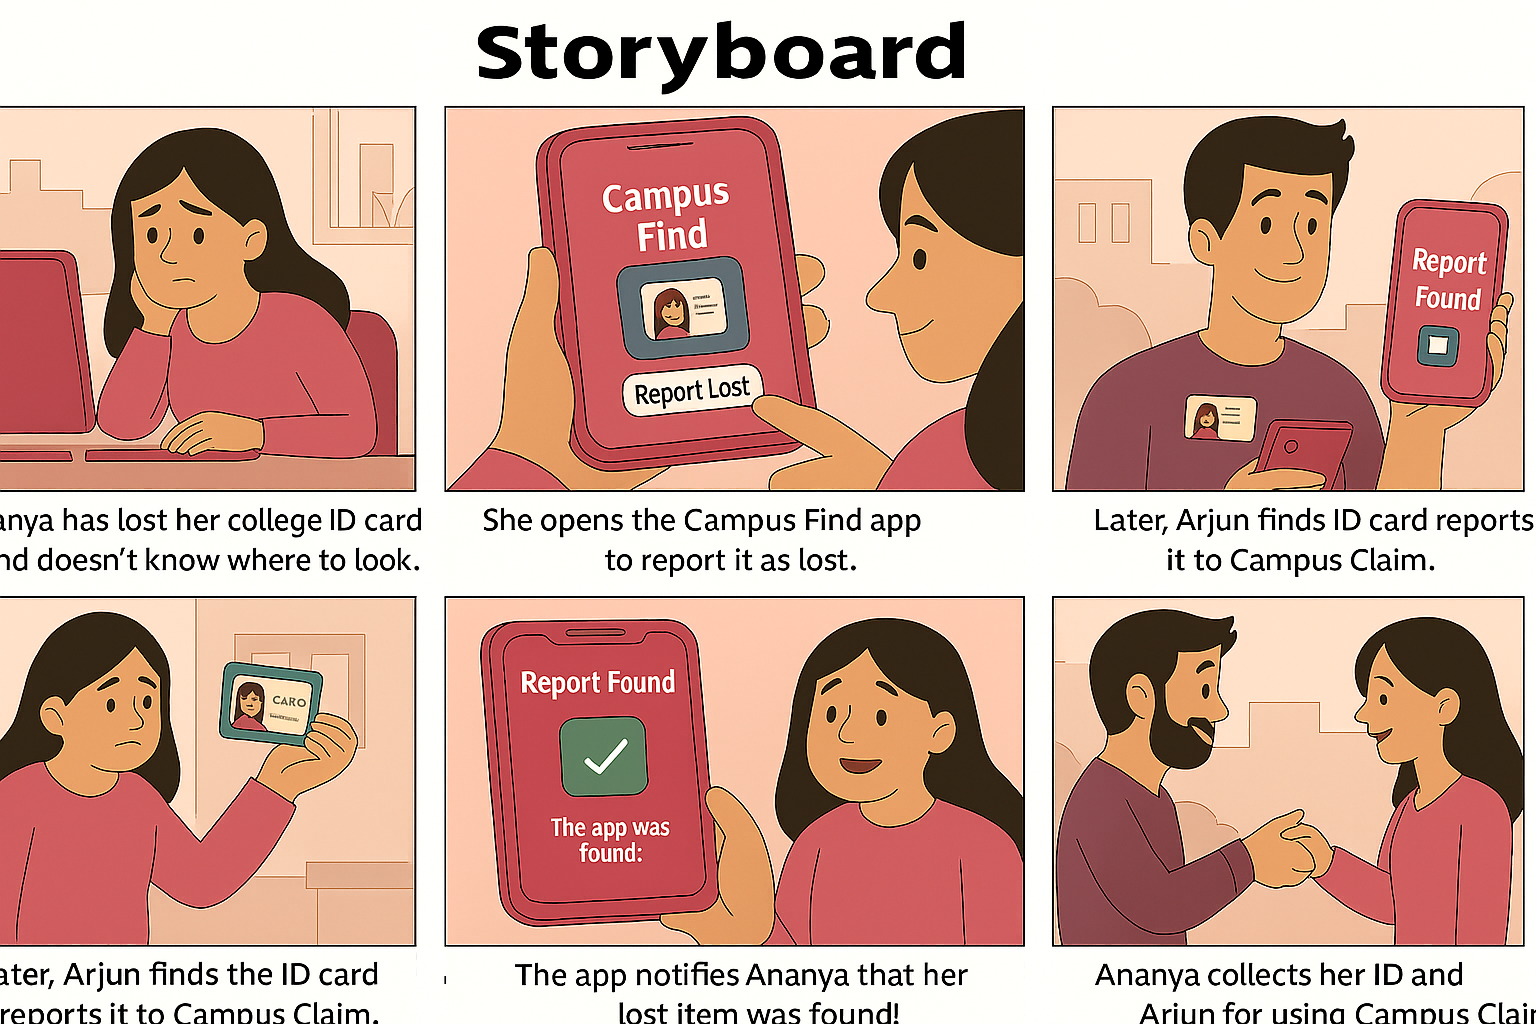 Storyboard
Campus
Find
Report Lost
Report
Found
anya has lost her college ID card
nd doesn't know where to look.
She opens the Campus Find app
to report it as lost.
Later, Arjun finds ID card reports
it to Campus Claim.
CARO
Report Found
The app was
found:
ater, Arjun finds the ID card
reports it to Campus Claim.
The app notifies Ananya that her
lost item was found!
Ananya collects her ID and
Arjun for using Campus Clai